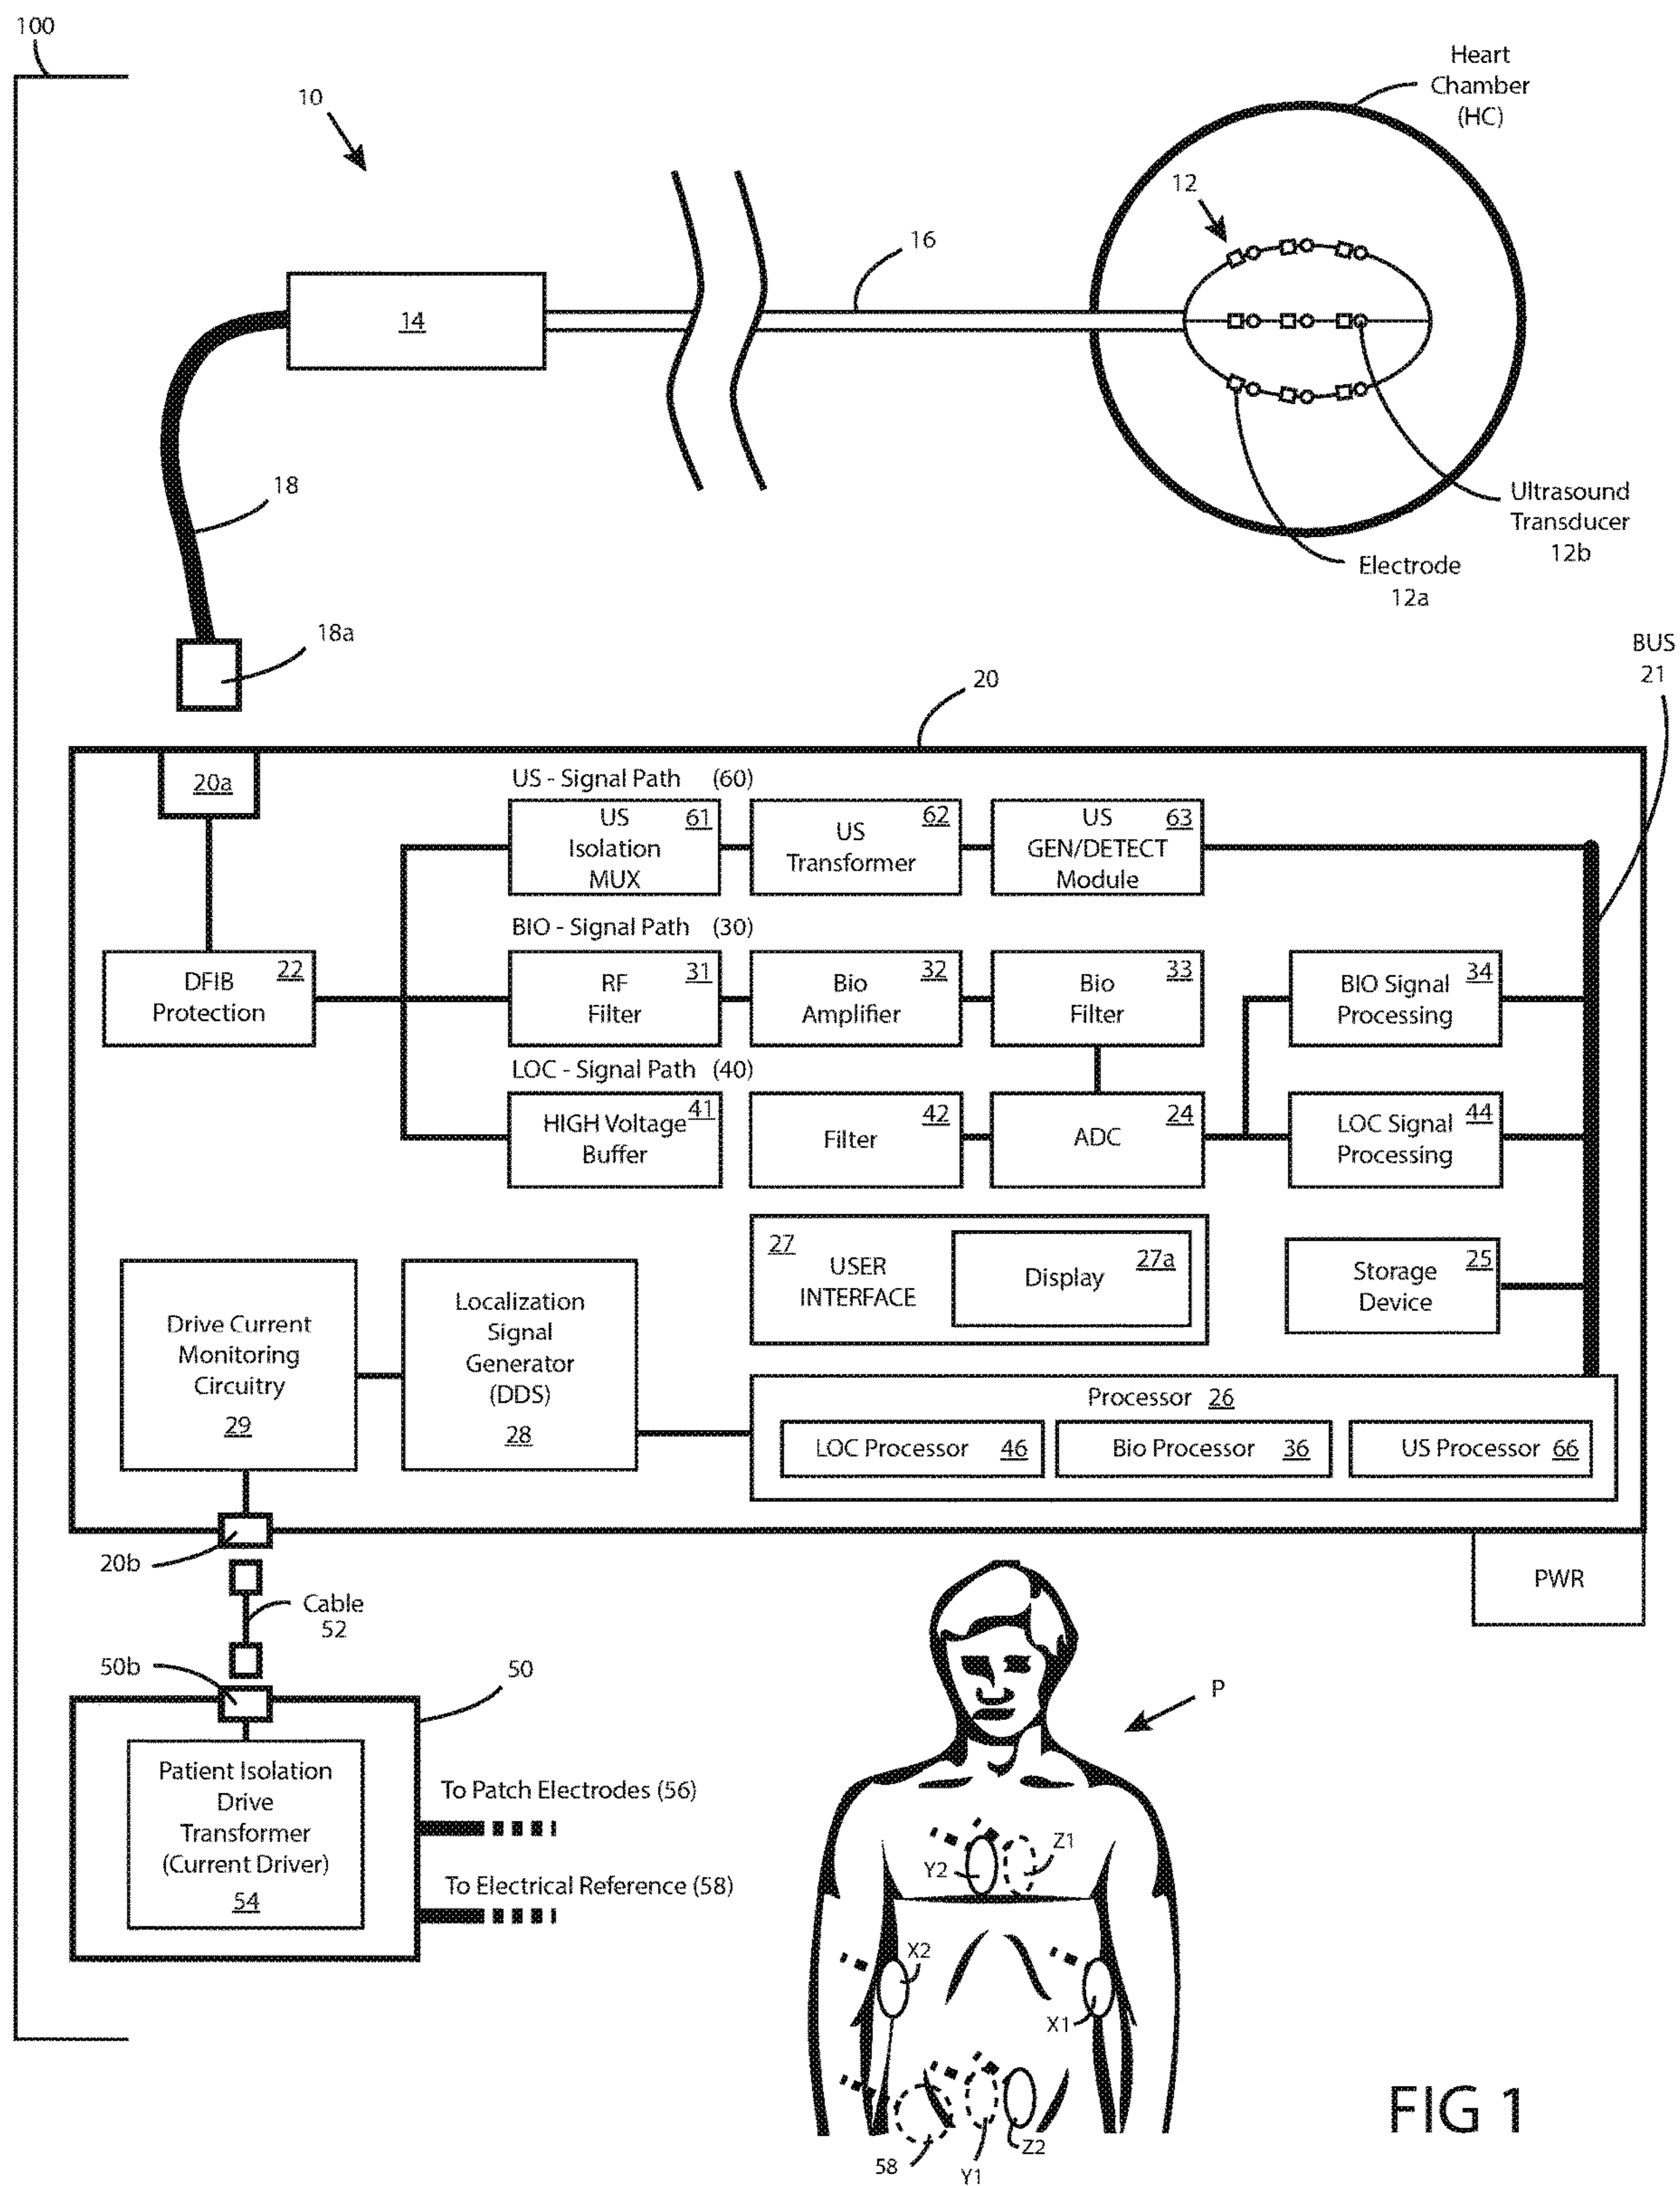 100
10
Heart
Chamber
(HC)
12
16
14
18
Ultrasound
Transducer
12b
Electrode
12a
18a
BUS
21
20
20a
US - Signal Path (60)
US
Isolation
MUX
61
US
Transformer
62
US
GEN/DETECT
Module
63
BIO - Signal Path (30)
DFIB
Protection
22
RF
Filter
31
Bio
Amplifier
32
Bio
Filter
33
BIO Signal
Processing
34
LOC - Signal Path (40)
HIGH Voltage
Buffer
41
Filter
42
ADC
24
LOC Signal
Processing
44
27
USER
INTERFACE
Display
27a
Storage
Device
25
Drive Current
Monitoring
Circuitry
29
Localization
Signal
Generator
(DDS)
28
Processor 26
LOC Processor 46
Bio Processor 36
US Processor 66
20b
PWR
Cable
52
50b
50
P
Patient Isolation
Drive
Transformer
(Current Driver)
54
To Patch Electrodes (56)
To Electrical Reference (58)
Z1
Y2
X2
X1
58
Y1
Z2
FIG 1